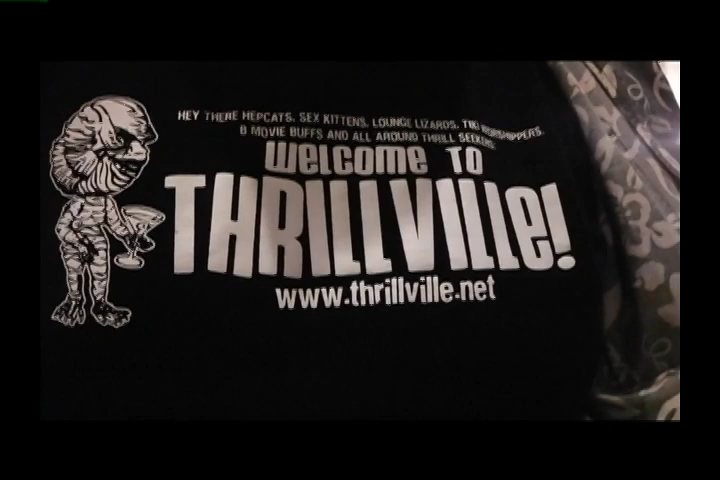 HEY THERE HEPCATS, SEX KITTENS, LOUNGE LIZARDS, TIKI WORSHIPPERS,
B MOVIE BUFFS AND ALL AROUND THRILL SEEKERS
WeLCOMe TO
THRILLVILLe!
www.thrillville.net